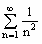 ∞
∑ 1/n²
n=1